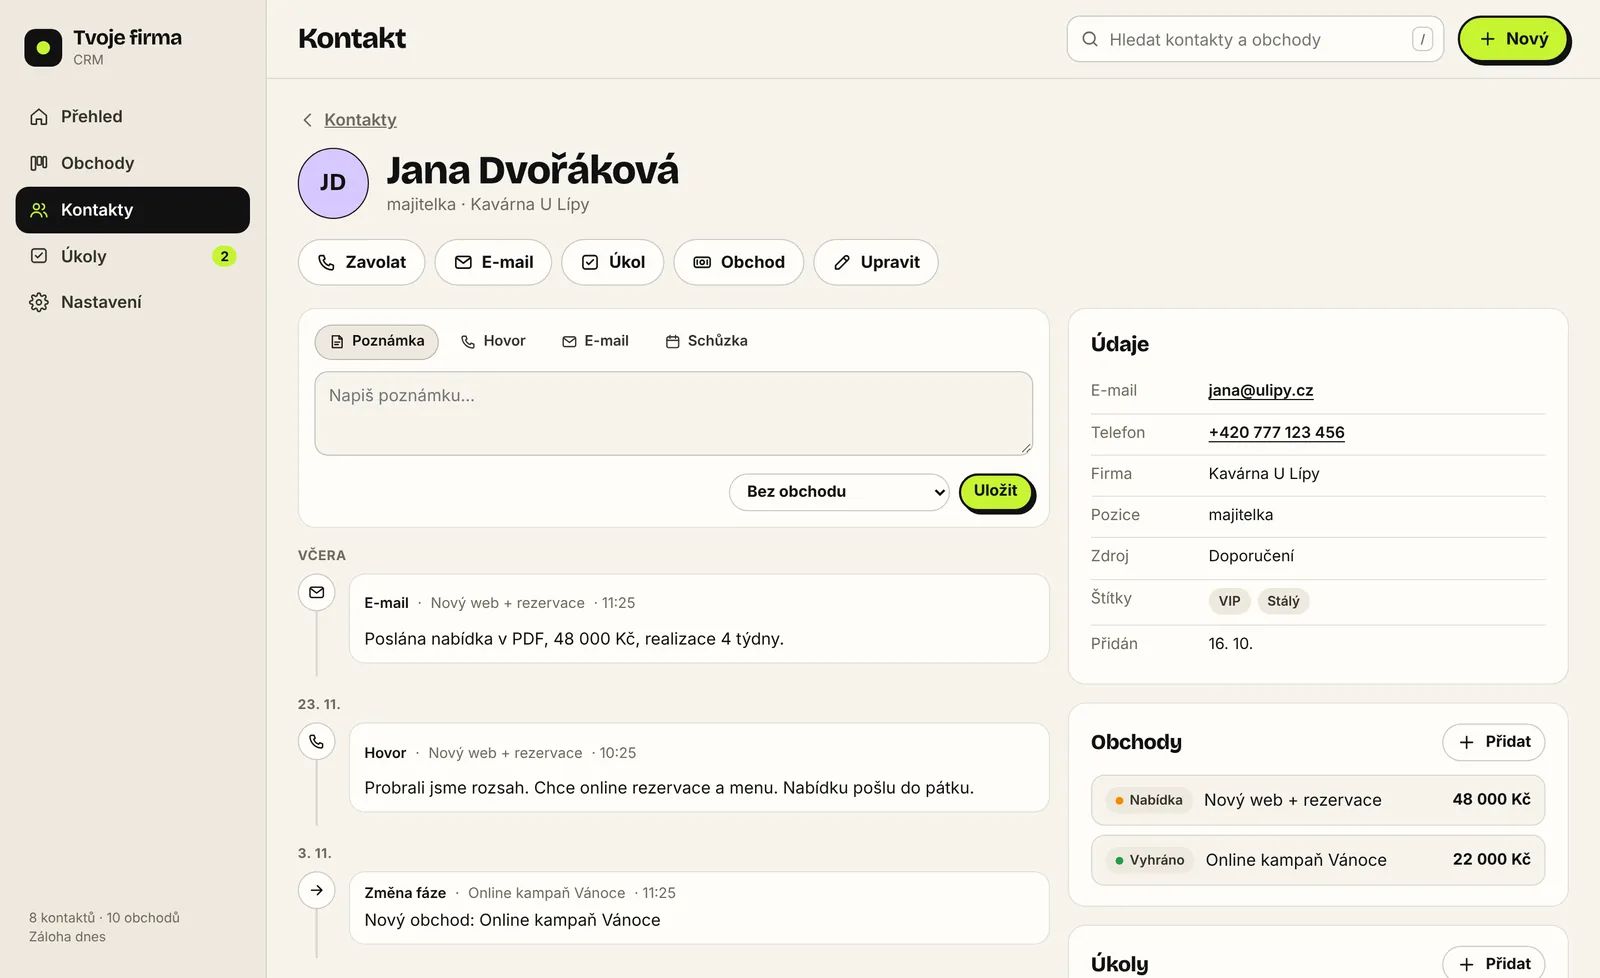 Tvoje firma
CRM
Přehled
Obchody
Kontakty
Úkoly 2
Nastavení
8 kontaktů · 10 obchodů
Záloha dnes
Kontakt
Hledat kontakty a obchody /
+ Nový
Kontakty
JD
Jana Dvořáková
majitelka · Kavárna U Lípy
Zavolat E-mail Úkol Obchod Upravit
Poznámka Hovor E-mail Schůzka
Napiš poznámku...
Bez obchodu Uložit
VČERA
E-mail · Nový web + rezervace · 11:25
Poslána nabídka v PDF, 48 000 Kč, realizace 4 týdny.
23. 11.
Hovor · Nový web + rezervace · 10:25
Probrali jsme rozsah. Chce online rezervace a menu. Nabídku pošlu do pátku.
3. 11.
Změna fáze · Online kampaň Vánoce · 11:25
Nový obchod: Online kampaň Vánoce
Údaje
E-mail jana@ulipy.cz
Telefon +420 777 123 456
Firma Kavárna U Lípy
Pozice majitelka
Zdroj Doporučení
Štítky VIP Stálý
Přidán 16. 10.
Obchody + Přidat
Nabídka Nový web + rezervace 48 000 Kč
Vyhráno Online kampaň Vánoce 22 000 Kč
Úkoly + Přidat